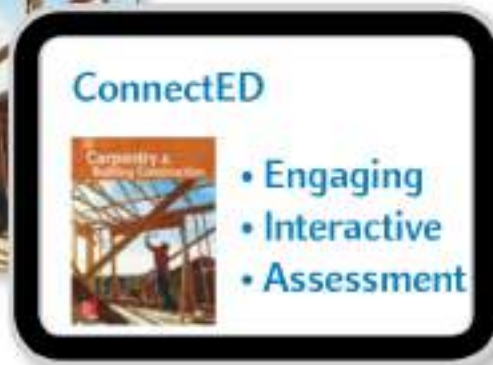 ConnectED
Carpentry &
Building Construction
• Engaging
• Interactive
• Assessment